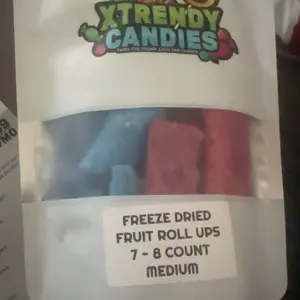 XTRENDY
CANDIES
FREEZE DRIED
FRUIT ROLL UPS
7 - 8 COUNT
MEDIUM